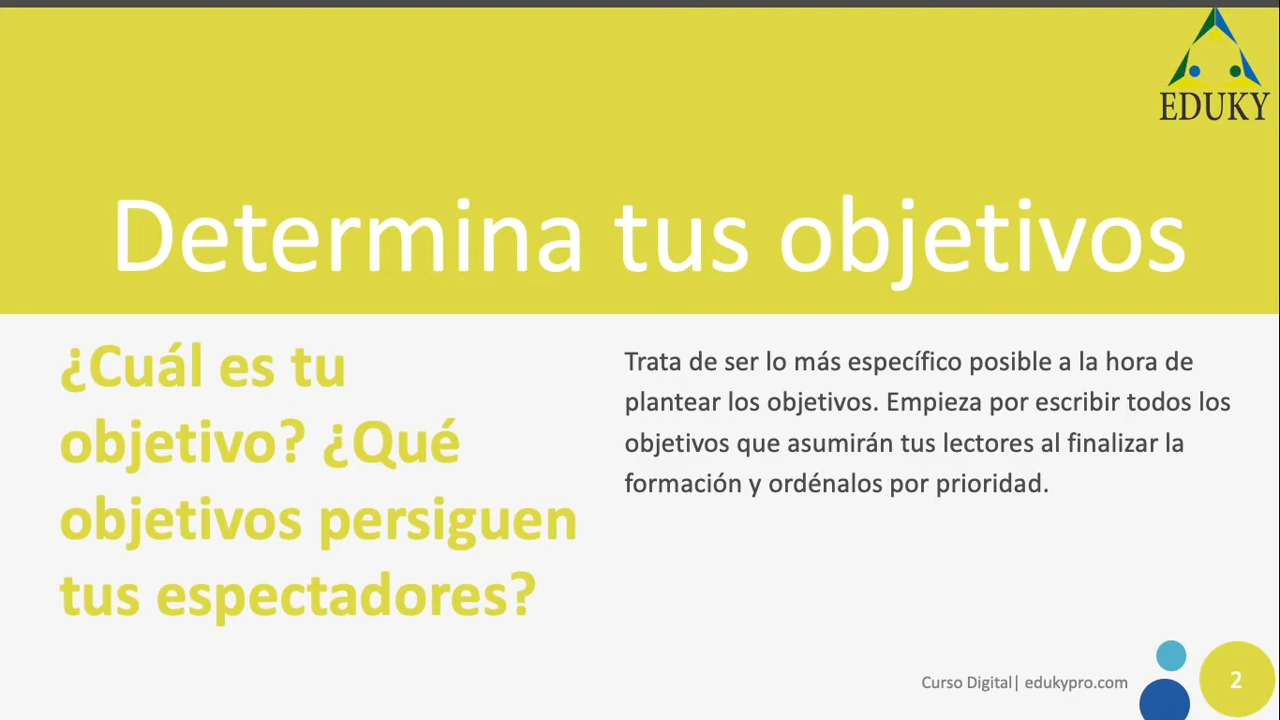 EDUKY
Determina tus objetivos
¿Cuál es tu
objetivo? ¿Qué
objetivos persiguen
tus espectadores?
Trata de ser lo más específico posible a la hora de
plantear los objetivos. Empieza por escribir todos los
objetivos que asumirán tus lectores al finalizar la
formación y ordénalos por prioridad.
Curso Digital| edukypro.com
2